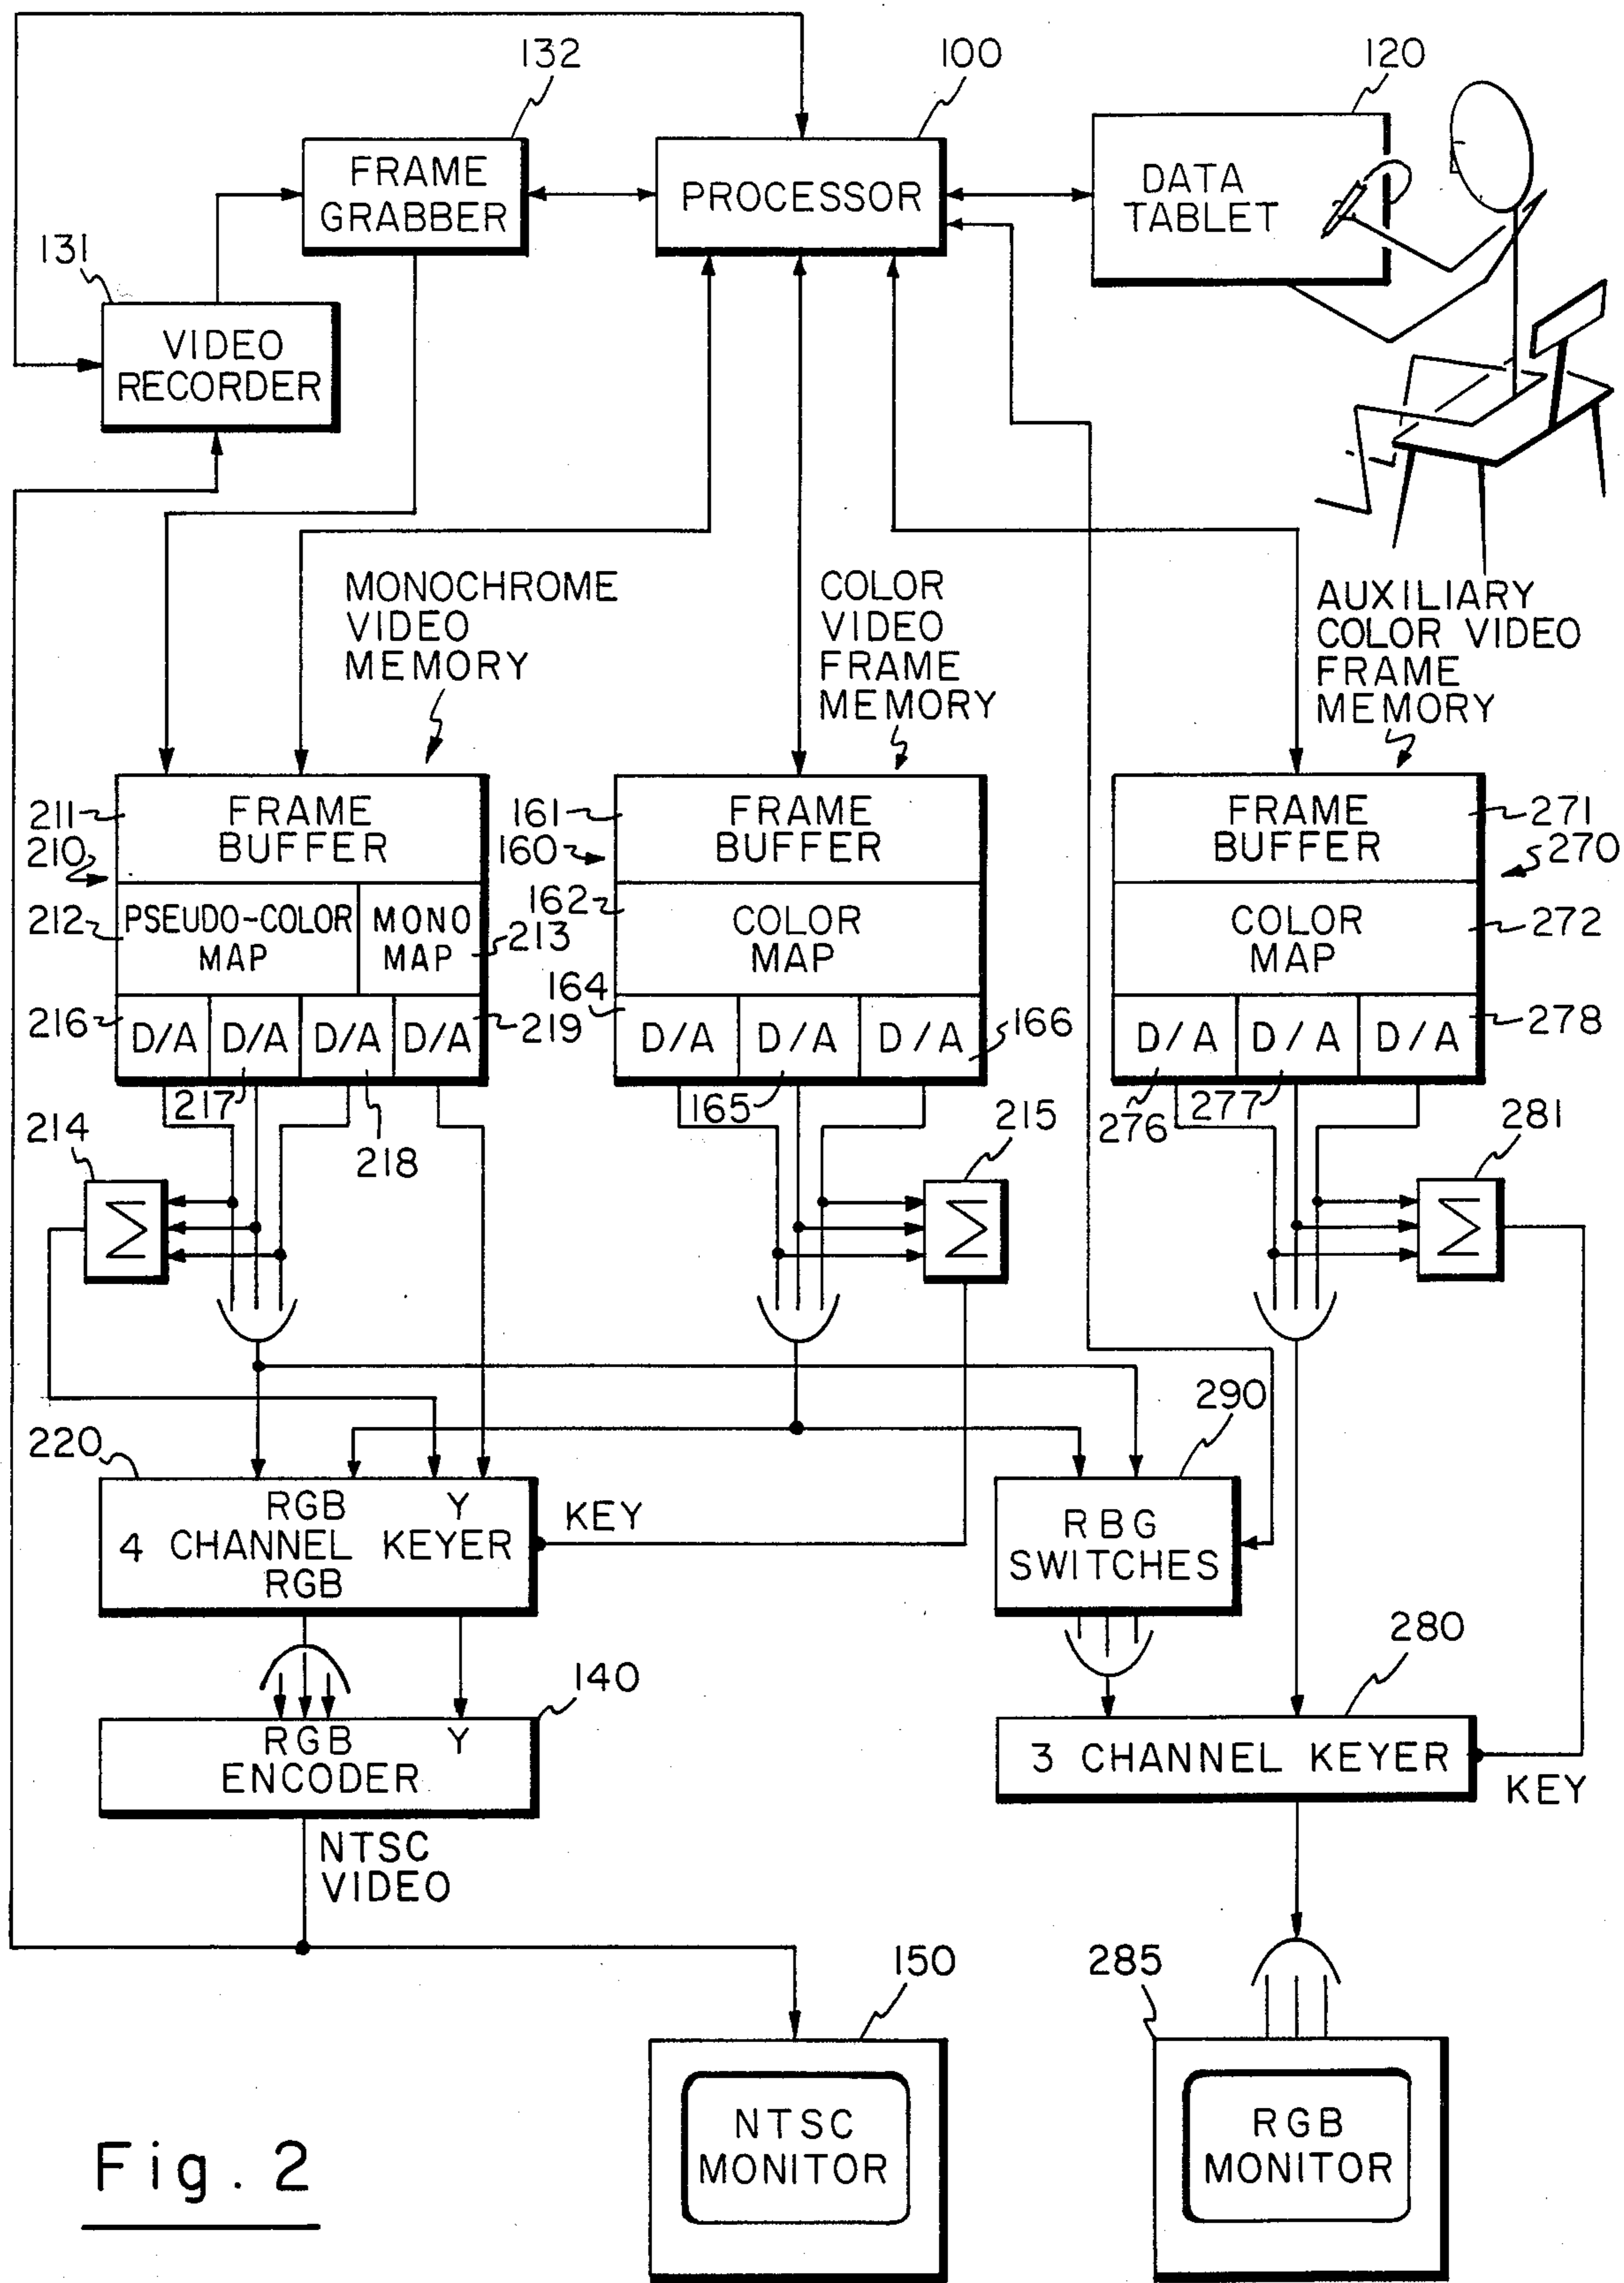 132
100
120
FRAME
GRABBER
PROCESSOR
DATA
TABLET
131
VIDEO
RECORDER
MONOCHROME
VIDEO
MEMORY
COLOR
VIDEO
FRAME
MEMORY
AUXILIARY
COLOR VIDEO
FRAME
MEMORY
211
210
FRAME
BUFFER
161
160
FRAME
BUFFER
FRAME
BUFFER
271
270
212
PSEUDO-COLOR
MAP
MONO
MAP
213
162
COLOR
MAP
COLOR
MAP
272
216
D/A D/A D/A D/A
219
164
D/A D/A D/A
166
D/A D/A D/A
278
217
218
165
276
277
214
Σ
215
Σ
281
Σ
220
290
RGB Y
4 CHANNEL KEYER
RGB
KEY
RBG
SWITCHES
140
280
RGB Y
ENCODER
3 CHANNEL KEYER
KEY
NTSC
VIDEO
150
285
NTSC
MONITOR
RGB
MONITOR
Fig. 2